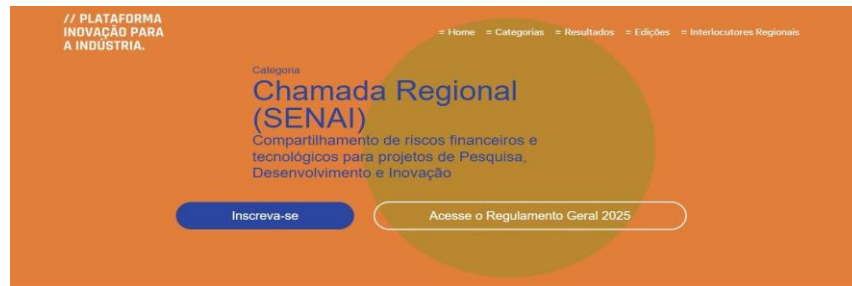 // PLATAFORMA
INOVAÇÃO PARA
A INDÚSTRIA.
= Home = Categorias = Resultados = Edições = Interlocutores Regionais
Categoria
Chamada Regional
(SENAI)
Compartilhamento de riscos financeiros e
tecnológicos para projetos de Pesquisa,
Desenvolvimento e Inovação
Inscreva-se
Acesse o Regulamento Geral 2025